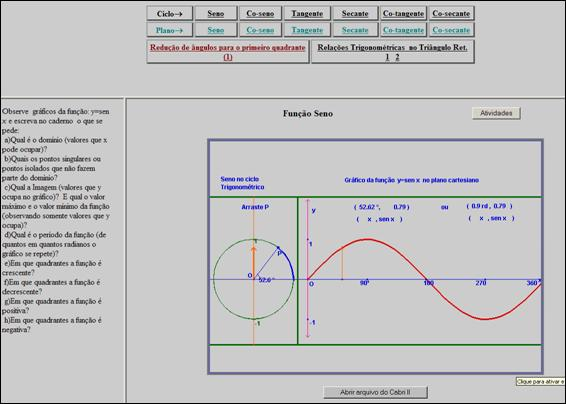 Ciclo→ Seno Co-seno Tangente Secante Co-tangente Co-secante
Plano→ Seno Co-seno Tangente Secante Co-tangente Co-secante
Redução de ângulos para o primeiro quadrante
(1)
Relações Trigonométricas no Triângulo Ret.
1 2
Observe gráficos da função: y=sen
x e escreva no caderno o que se
pede:
a)Qual é o domínio (valores que x
pode ocupar)?
b)Quais os pontos singulares ou
pontos isolados que não fazem
parte do domínio?
c)Qual a Imagem (valores que y
ocupa no gráfico)? E qual o valor
máximo e o valor mínimo da função
(observando somente valores que y
ocupa)?
d)Qual é o período da função (de
quantos em quantos radianos o
gráfico se repete)?
e)Em que quadrantes a função é
crescente?
f)Em que quadrantes a função é
decrescente?
g)Em que quadrantes a função é
positiva?
h)Em que quadrantes a função é
negativa?
Função Seno
Atividades
Seno no ciclo
Trigonométrico
Gráfico da função y=sen x no plano cartesiano
Arraste P
y
( 52.62 °, 0.79 ) ou ( 0.9 rd , 0.79 )
( x , sen x ) ( x , sen x )
1
P
1
O
52.6 °
O
90°
180
270
360°
-1
-1
Clique para ativar e
Abrir arquivo do Cabri II